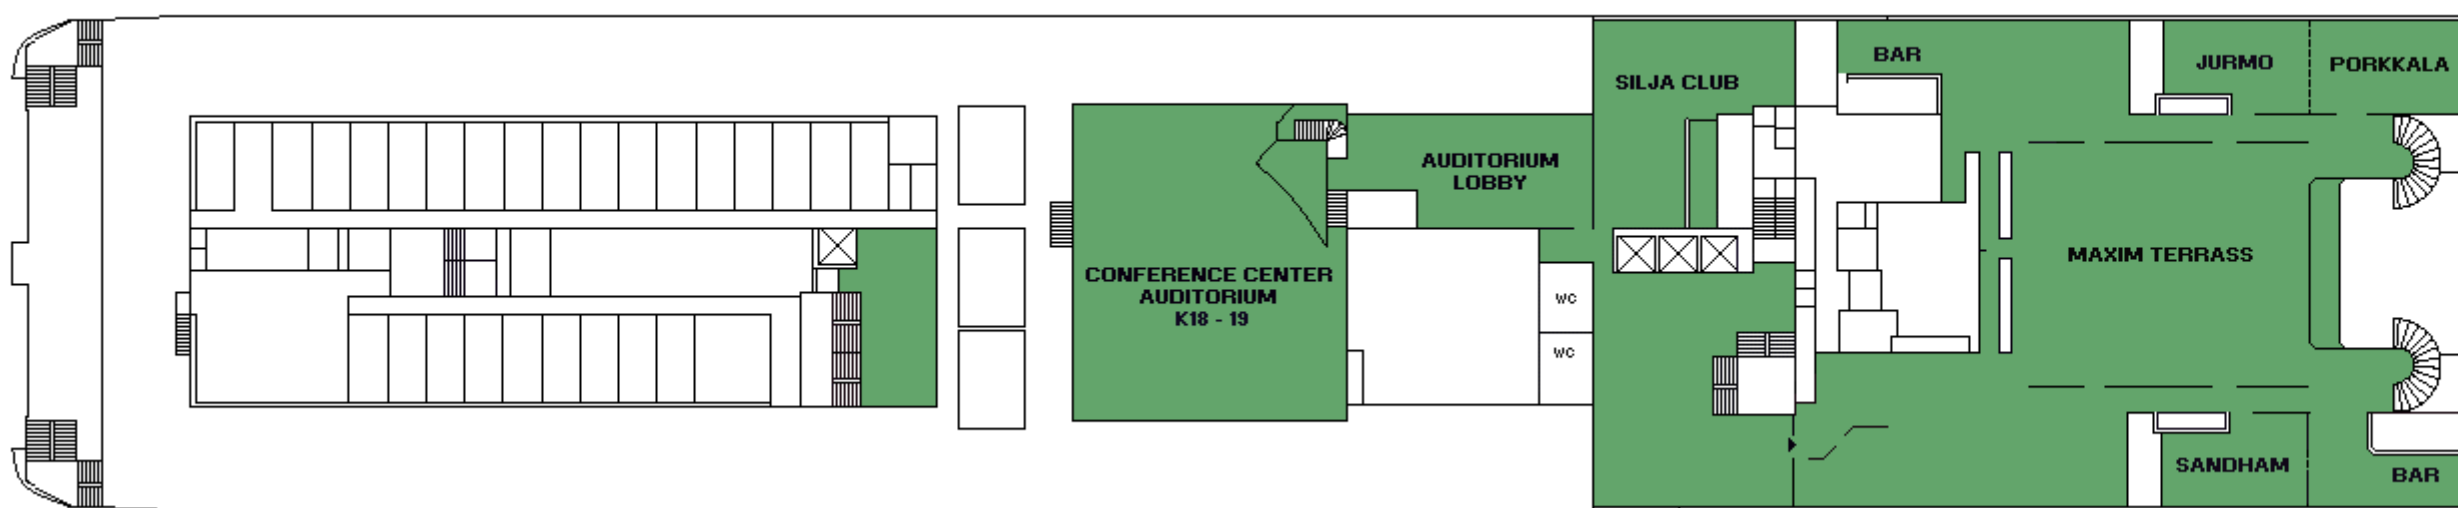 BAR
JURMO
PORKKALA
SILJA CLUB
AUDITORIUM
LOBBY
MAXIM TERRASS
CONFERENCE CENTER
AUDITORIUM
K18 - 19
WC
WC
SANDHAM
BAR